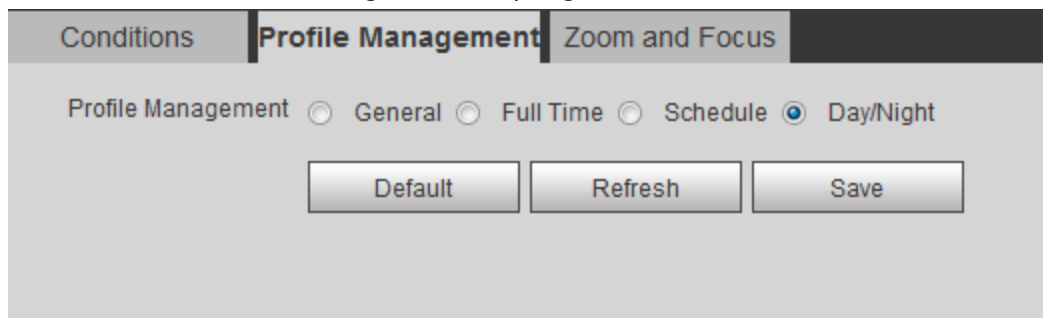 Conditions Profile Management Zoom and Focus
Profile Management General Full Time Schedule Day/Night
Default Refresh Save